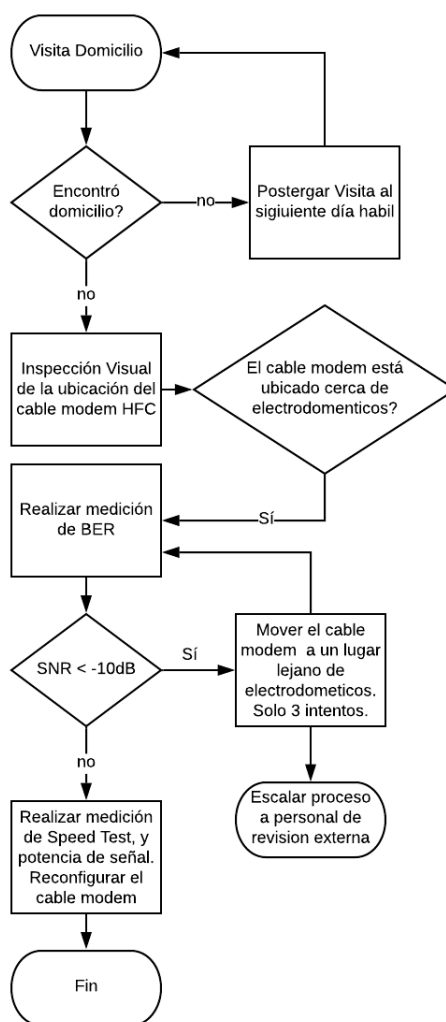 Visita Domicilio
Encontró
domicilio?
no
Postergar Visita al
sigiuiente día habil
no
Inspección Visual
de la ubicación del
cable modem HFC
El cable modem está
ubicado cerca de
electrodomenticos?
Sí
Realizar medición
de BER
SNR < -10dB
Sí
Mover el cable
modem a un lugar
lejano de
electrodometicos.
Solo 3 intentos.
no
Realizar medición
de Speed Test, y
potencia de señal.
Reconfigurar el
cable modem
Escalar proceso
a personal de
revision externa
Fin